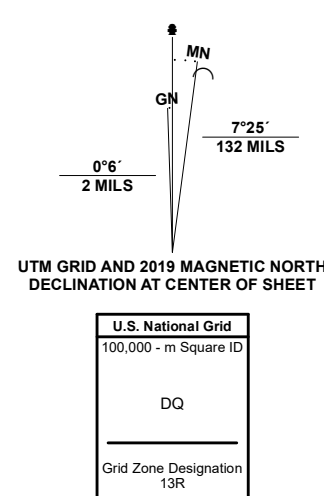 MN
GN
7°25´
132 MILS
0°6´
2 MILS
UTM GRID AND 2019 MAGNETIC NORTH
DECLINATION AT CENTER OF SHEET
U.S. National Grid
100,000 - m Square ID
DQ
Grid Zone Designation
13R